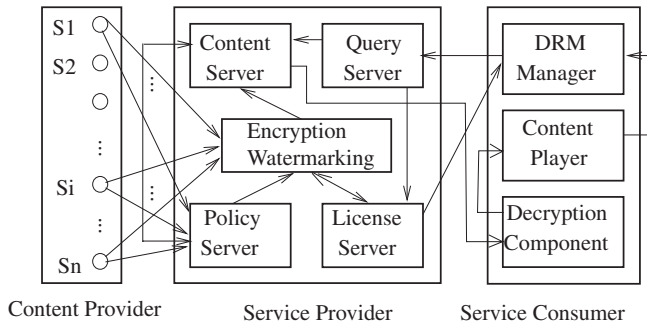 S1
S2
...
Si
...
Sn
Content Provider
...
...
Content
Server
Query
Server
Encryption
Watermarking
Policy
Server
License
Server
Service Provider
DRM
Manager
Content
Player
Decryption
Component
Service Consumer